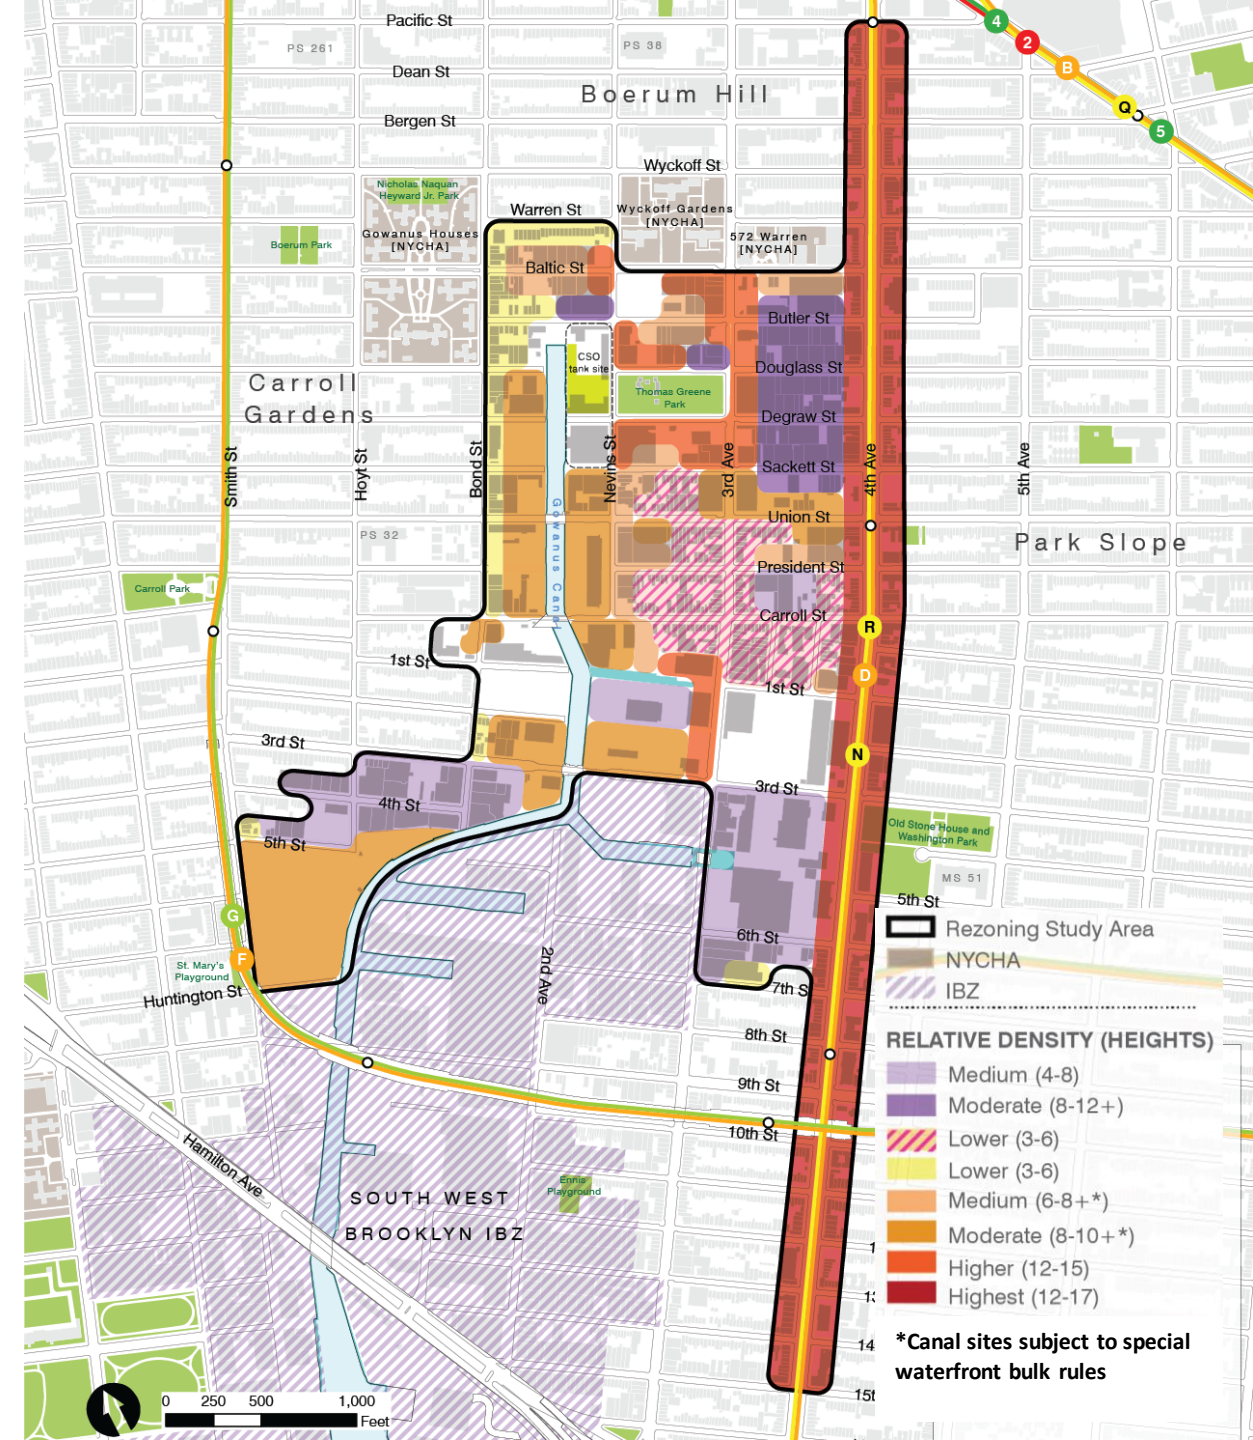 Pacific St
PS 261
PS 38
4
2
B
Q
5
Dean St
Boerum Hill
Bergen St
Wyckoff St
Nicholas Naquan
Heyward Jr. Park
Gowanus Houses
[NYCHA]
Warren St
Wyckoff Gardens
[NYCHA]
572 Warren
[NYCHA]
Boerum Park
Baltic St
Butler St
CSO
tank site
Douglass St
Carroll
Gardens
Thomas Greene
Park
Degraw St
Smith St
Hoyt St
Bond St
Nevins St
3rd Ave
4th Ave
5th Ave
Sackett St
Gowanus Canal
Union St
PS 32
Park Slope
President St
Carroll Park
Carroll St
R
1st St
D
1st St
3rd St
N
3rd St
4th St
5th St
Old Stone House and
Washington Park
MS 51
5th St
G
F
6th St
2nd Ave
St. Mary's
Playground
Huntington St
7th S
8th St
9th St
10th St
Hamilton Ave
Ennis
Playground
SOUTH WEST
BROOKLYN IBZ
1
13
14
15t
0 250 500 1,000
Feet
Rezoning Study Area
NYCHA
IBZ
RELATIVE DENSITY (HEIGHTS)
Medium (4-8)
Moderate (8-12+)
Lower (3-6)
Lower (3-6)
Medium (6-8+*)
Moderate (8-10+*)
Higher (12-15)
Highest (12-17)
*Canal sites subject to special
waterfront bulk rules